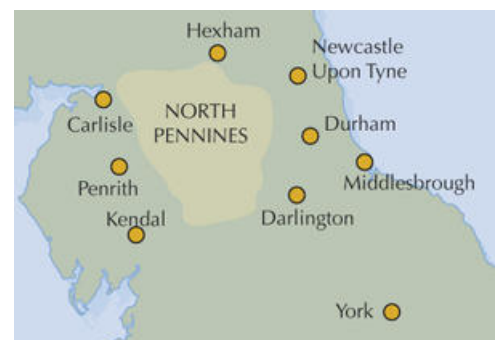 Hexham
Newcastle
Upon Tyne
NORTH
PENNINES
Carlisle
Durham
Penrith
Middlesbrough
Kendal
Darlington
York